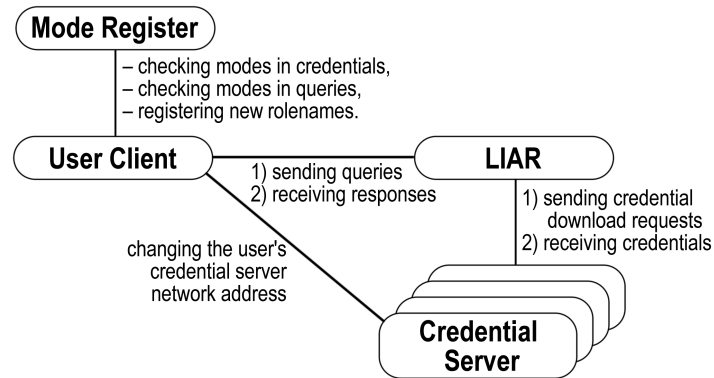 Mode Register
– checking modes in credentials,
– checking modes in queries,
– registering new rolenames.
User Client
LIAR
1) sending queries
2) receiving responses
1) sending credential
download requests
2) receiving credentials
changing the user's
credential server
network address
Credential
Server